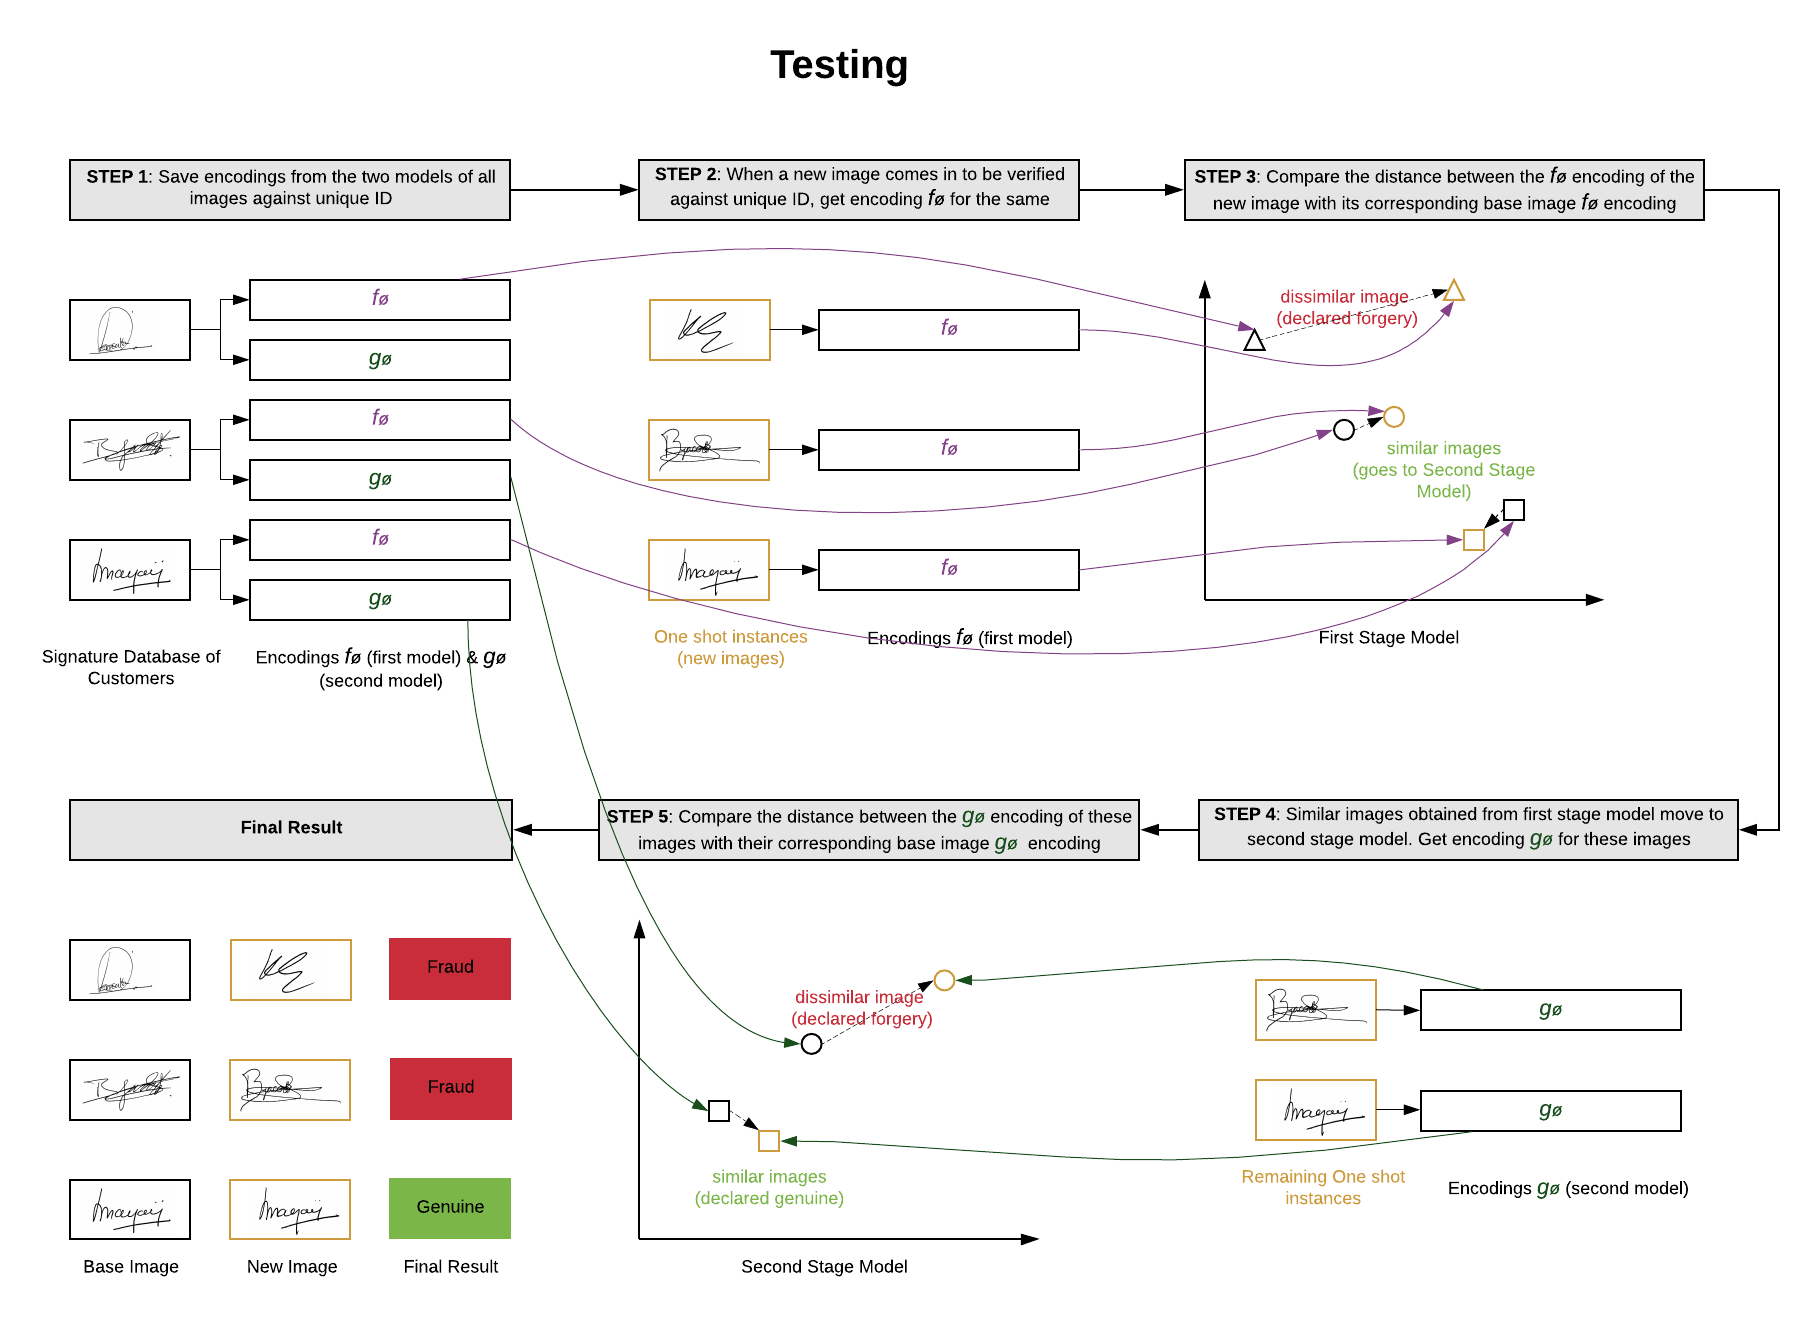 Testing
STEP 1: Save encodings from the two models of all
images against unique ID
STEP 2: When a new image comes in to be verified
against unique ID, get encoding fø for the same
STEP 3: Compare the distance between the fø encoding of the
new image with its corresponding base image fø encoding
fø
gø
fø
gø
fø
gø
Signature Database of
Customers
Encodings fø (first model) & gø
(second model)
fø
fø
fø
One shot instances
(new images)
Encodings fø (first model)
dissimilar image
(declared forgery)
similar images
(goes to Second Stage
Model)
First Stage Model
Final Result
STEP 5: Compare the distance between the gø encoding of these
images with their corresponding base image gø encoding
STEP 4: Similar images obtained from first stage model move to
second stage model. Get encoding gø for these images
Fraud
Fraud
Genuine
Base Image
New Image
Final Result
dissimilar image
(declared forgery)
similar images
(declared genuine)
Second Stage Model
gø
gø
Remaining One shot
instances
Encodings gø (second model)